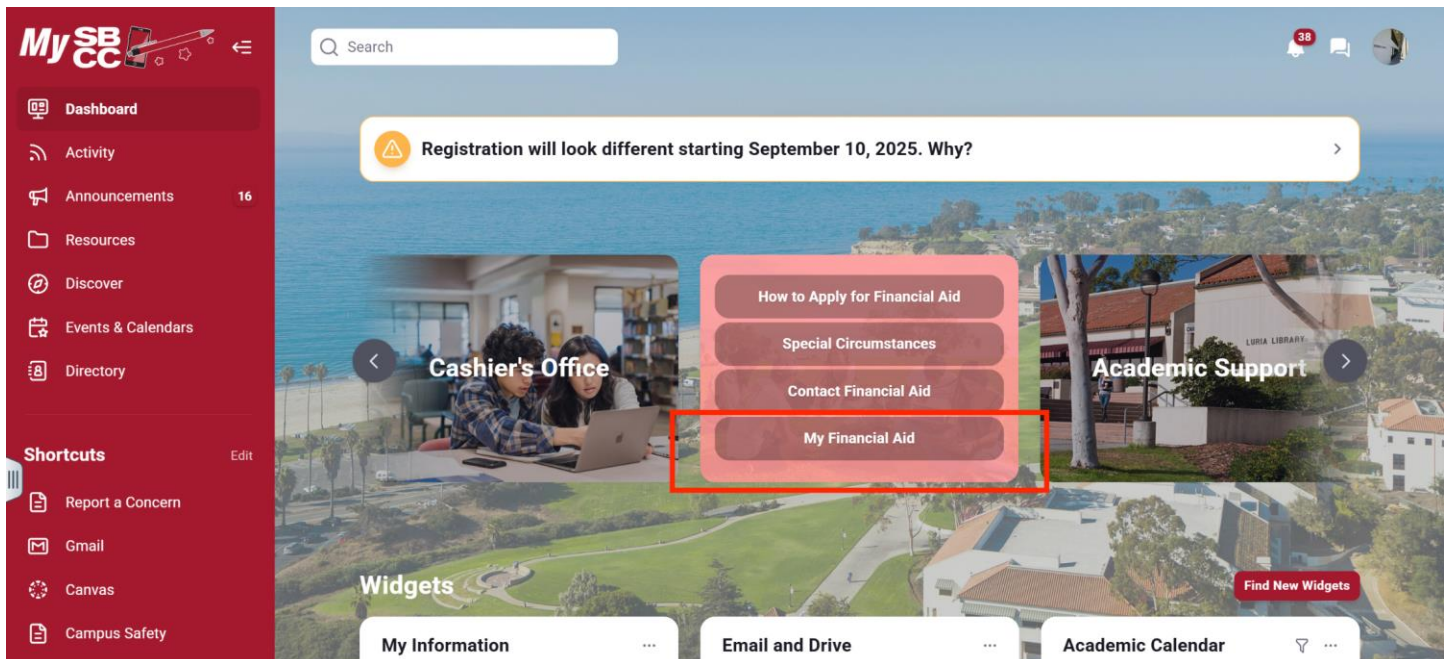 My SBCC
Search
38
Dashboard
Activity
Announcements 16
Resources
Discover
Events & Calendars
Directory
Shortcuts Edit
Report a Concern
Gmail
Canvas
Campus Safety
Registration will look different starting September 10, 2025. Why?
Cashier's Office
How to Apply for Financial Aid
Special Circumstances
Contact Financial Aid
My Financial Aid
LURIA LIBRARY
Academic Support
Widgets
Find New Widgets
My Information
Email and Drive
Academic Calendar